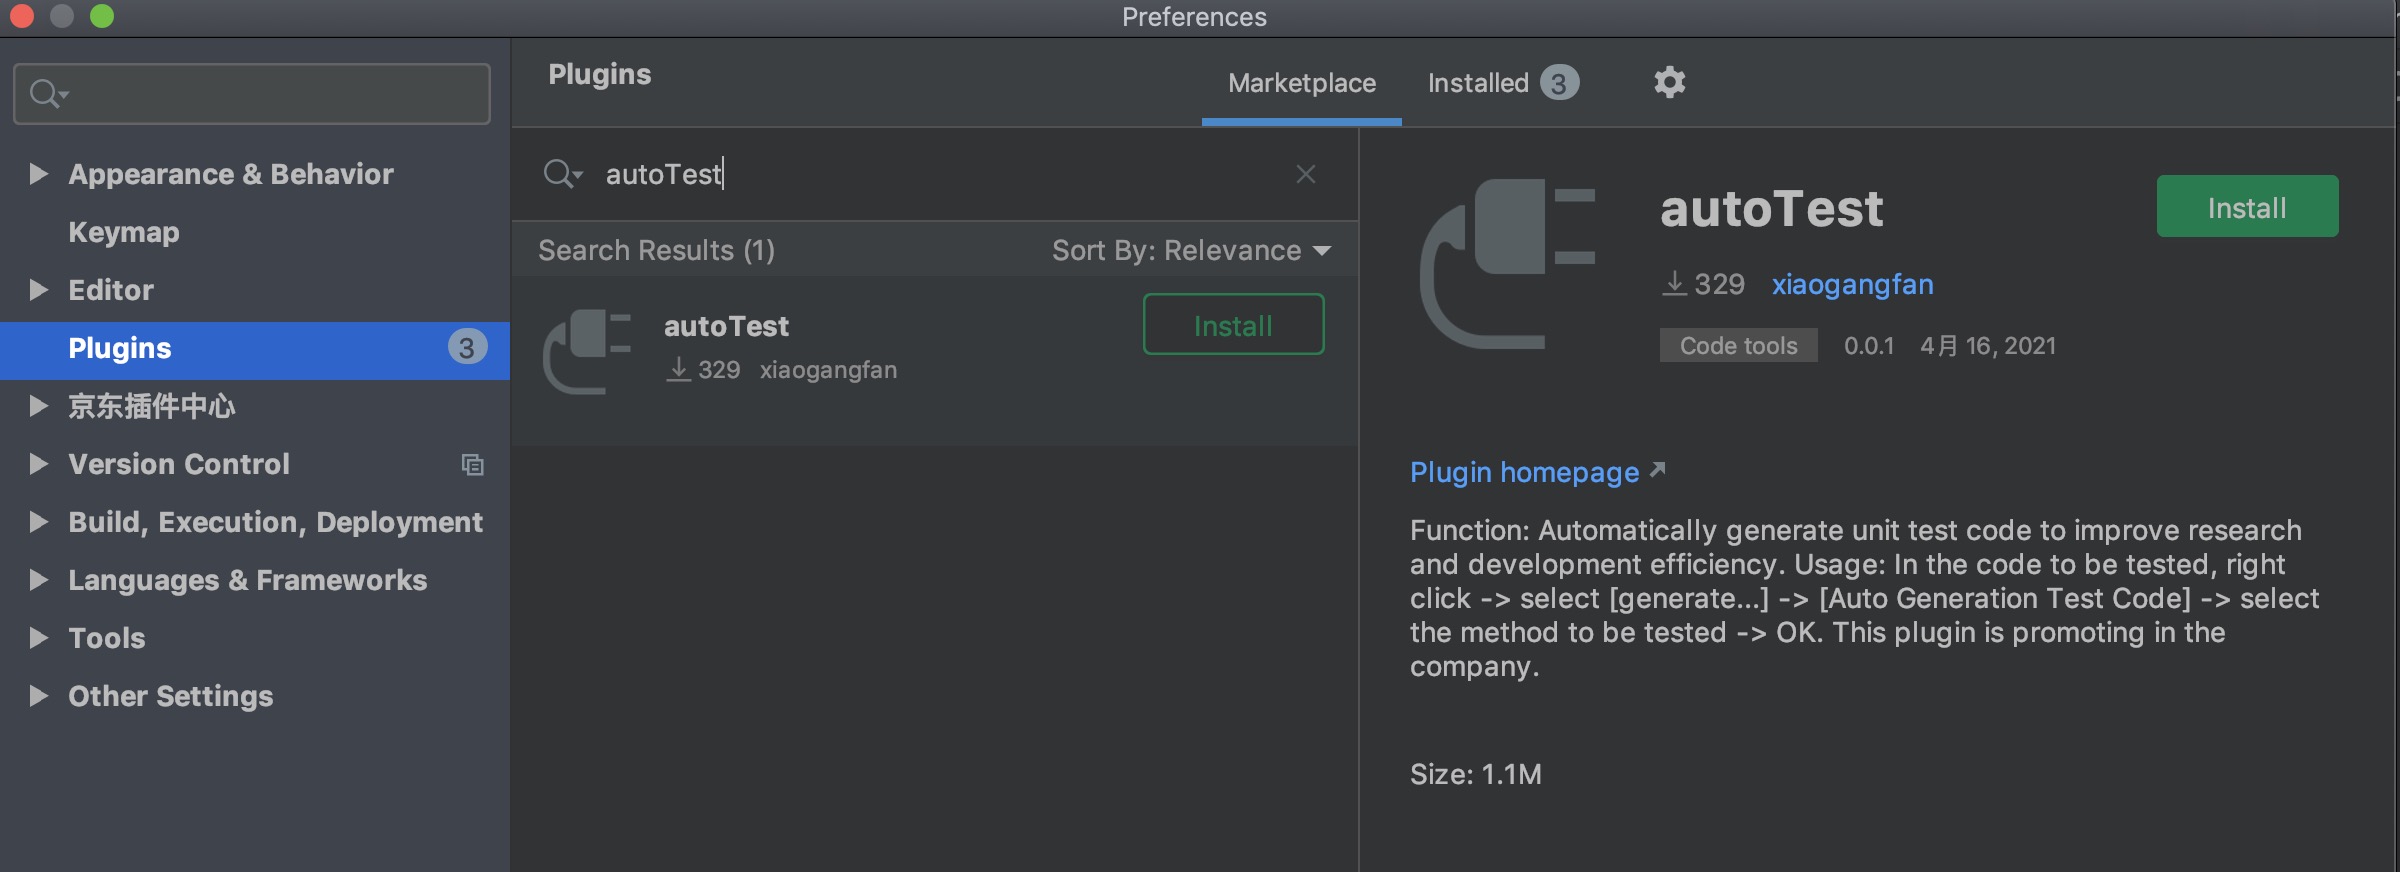 Preferences
Appearance & Behavior
Keymap
Editor
Plugins 3
京东插件中心
Version Control
Build, Execution, Deployment
Languages & Frameworks
Tools
Other Settings
Plugins
Marketplace
Installed 3
autoTest
Search Results (1)
Sort By: Relevance
autoTest
329 xiaogangfan
Install
autoTest
Install
329 xiaogangfan
Code tools 0.0.1 4月 16, 2021
Plugin homepage
Function: Automatically generate unit test code to improve research
and development efficiency. Usage: In the code to be tested, right
click -> select [generate...] -> [Auto Generation Test Code] -> select
the method to be tested -> OK. This plugin is promoting in the
company.
Size: 1.1M